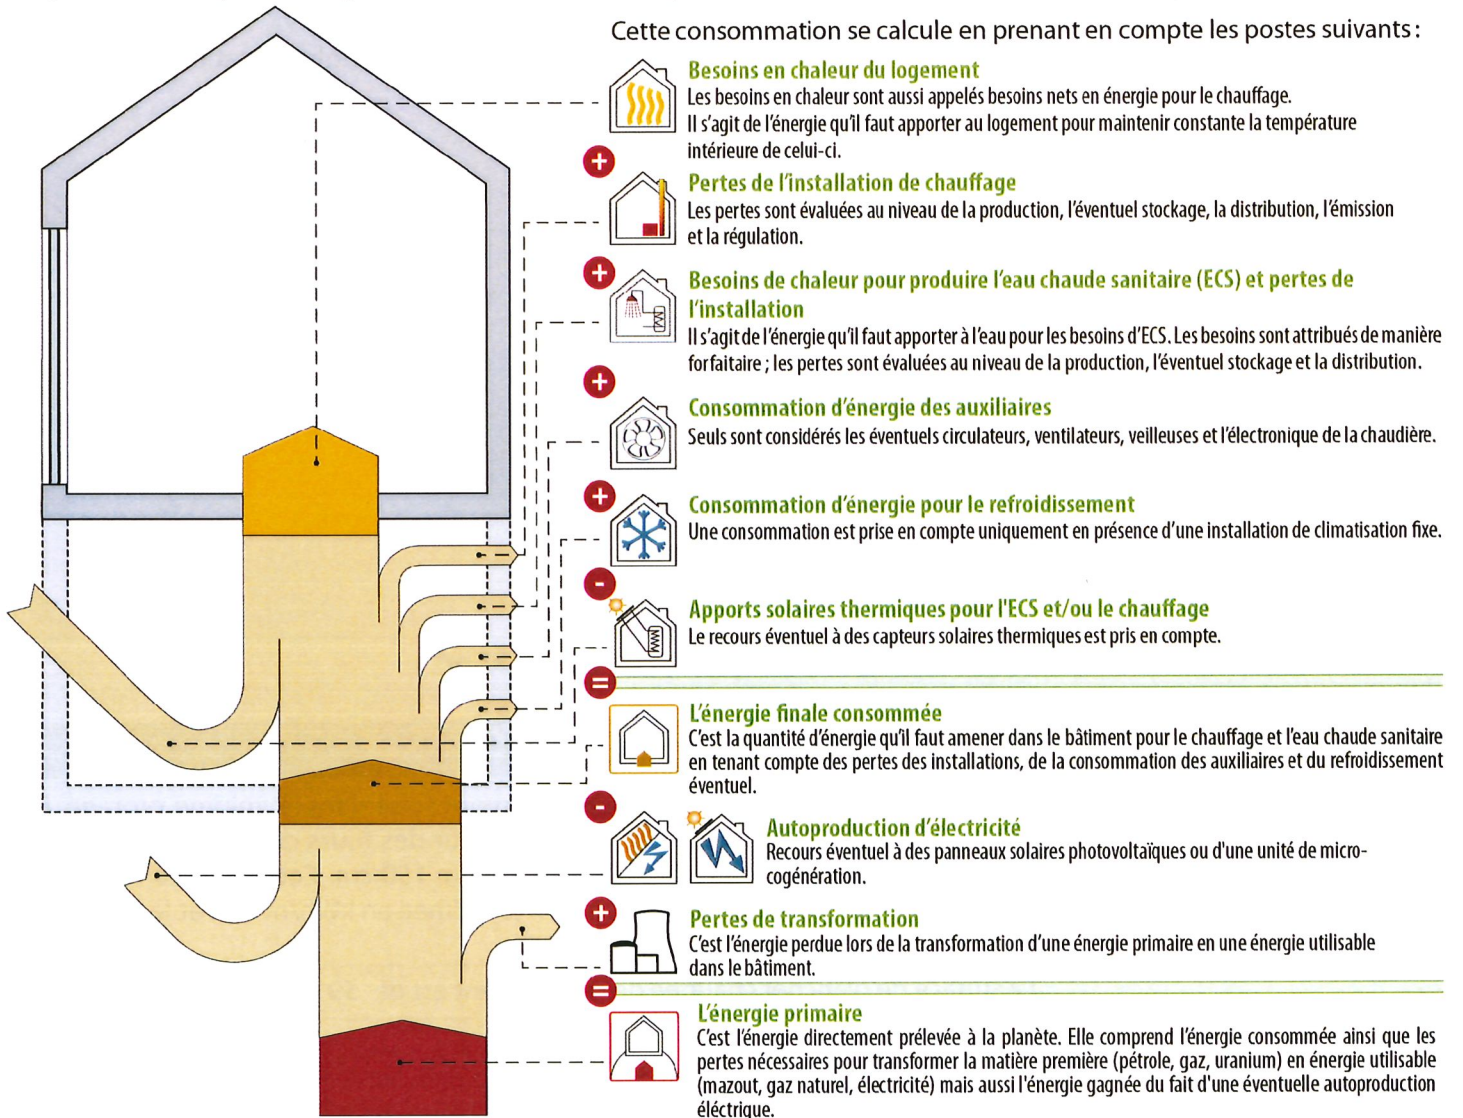 Cette consommation se calcule en prenant en compte les postes suivants :
Besoins en chaleur du logement
Les besoins en chaleur sont aussi appelés besoins nets en énergie pour le chauffage.
Il s'agit de l'énergie qu'il faut apporter au logement pour maintenir constante la température
intérieure de celui-ci.
+
Pertes de l'installation de chauffage
Les pertes sont évaluées au niveau de la production, l'éventuel stockage, la distribution, l'émission
et la régulation.
+
Besoins de chaleur pour produire l'eau chaude sanitaire (ECS) et pertes de
l'installation
Il s'agit de l'énergie qu'il faut apporter à l'eau pour les besoins d'ECS. Les besoins sont attribués de manière
forfaitaire ; les pertes sont évaluées au niveau de la production, l'éventuel stockage et la distribution.
+
Consommation d'énergie des auxiliaires
Seuls sont considérés les éventuels circulateurs, ventilateurs, veilleuses et l'électronique de la chaudière.
+
Consommation d'énergie pour le refroidissement
Une consommation est prise en compte uniquement en présence d'une installation de climatisation fixe.
-
Apports solaires thermiques pour l'ECS et/ou le chauffage
Le recours éventuel à des capteurs solaires thermiques est pris en compte.
=
L'énergie finale consommée
C'est la quantité d'énergie qu'il faut amener dans le bâtiment pour le chauffage et l'eau chaude sanitaire
en tenant compte des pertes des installations, de la consommation des auxiliaires et du refroidissement
éventuel.
-
Autoproduction d'électricité
Recours éventuel à des panneaux solaires photovoltaïques ou d'une unité de micro-
cogénération.
+
Pertes de transformation
C'est l'énergie perdue lors de la transformation d'une énergie primaire en une énergie utilisable
dans le bâtiment.
=
L'énergie primaire
C'est l'énergie directement prélevée à la planète. Elle comprend l'énergie consommée ainsi que les
pertes nécessaires pour transformer la matière première (pétrole, gaz, uranium) en énergie utilisable
(mazout, gaz naturel, électricité) mais aussi l'énergie gagnée du fait d'une éventuelle autoproduction
éléctrique.